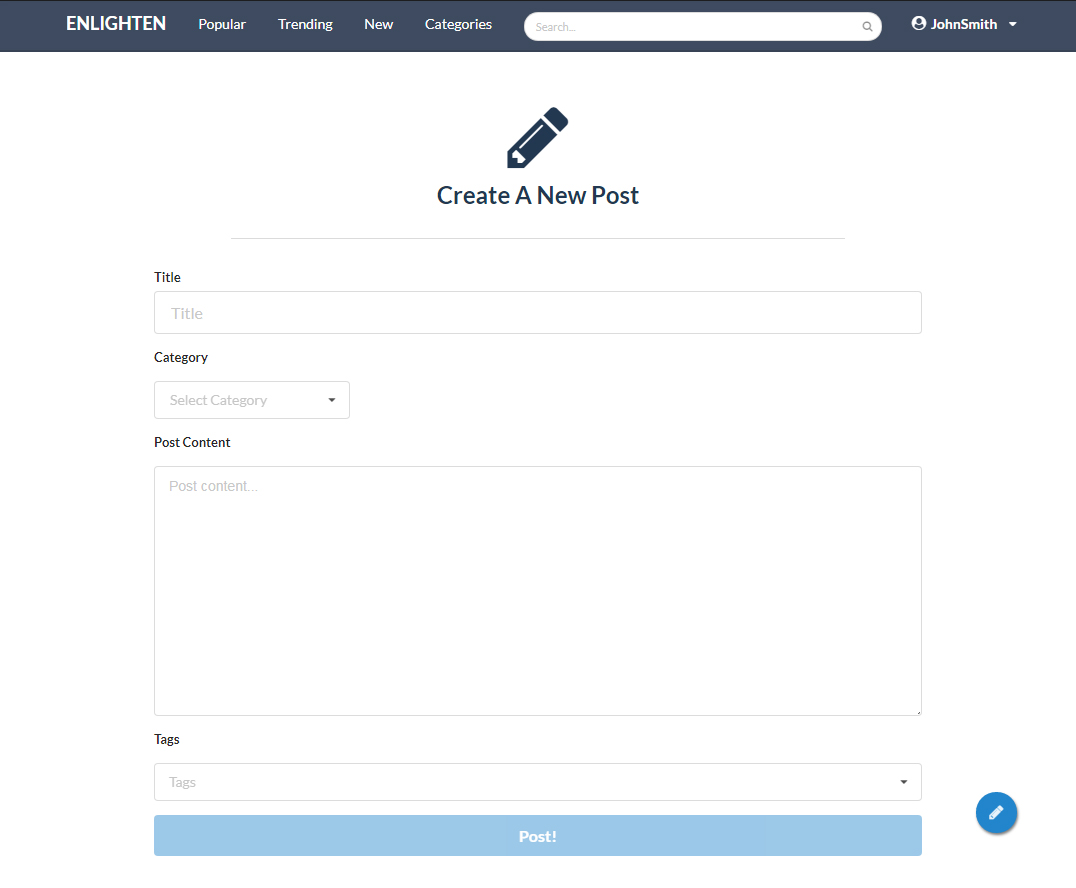 ENLIGHTEN Popular Trending New Categories Search... JohnSmith
Create A New Post
Title
Title
Category
Select Category
Post Content
Post content...
Tags
Tags
Post!